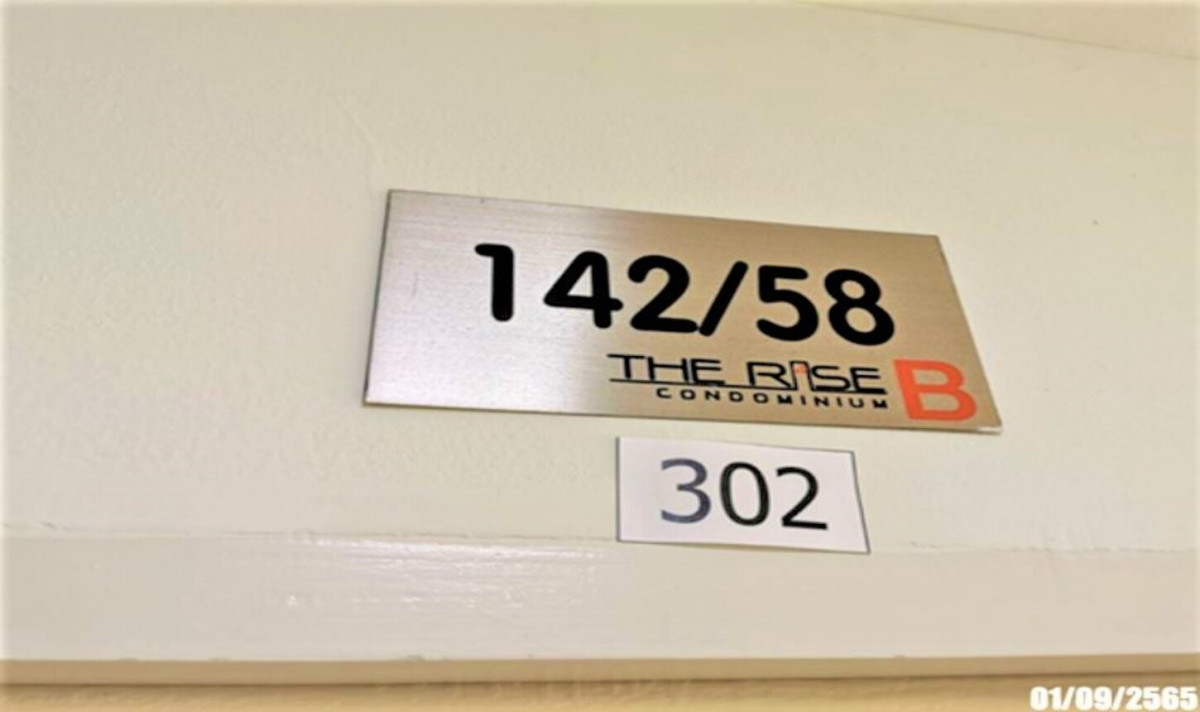 142/58
THE RISE B
CONDOMINIUM
302
01/09/2565